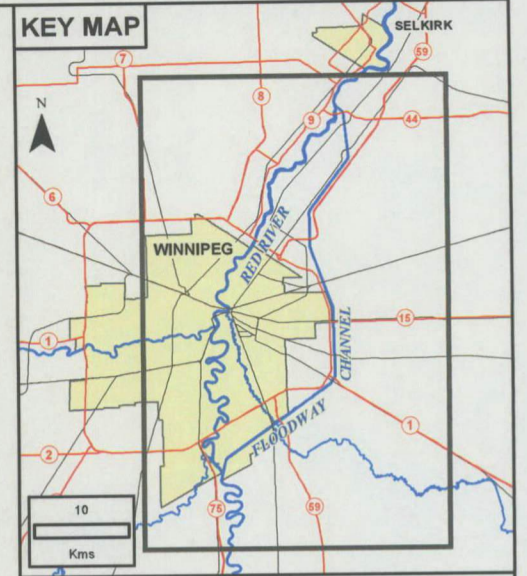 KEY MAP
SELKIRK
59
7
8
9
44
N
6
RED RIVER
WINNIPEG
15
1
CHANNEL
1
2
FLOODWAY
10
Kms
75
59